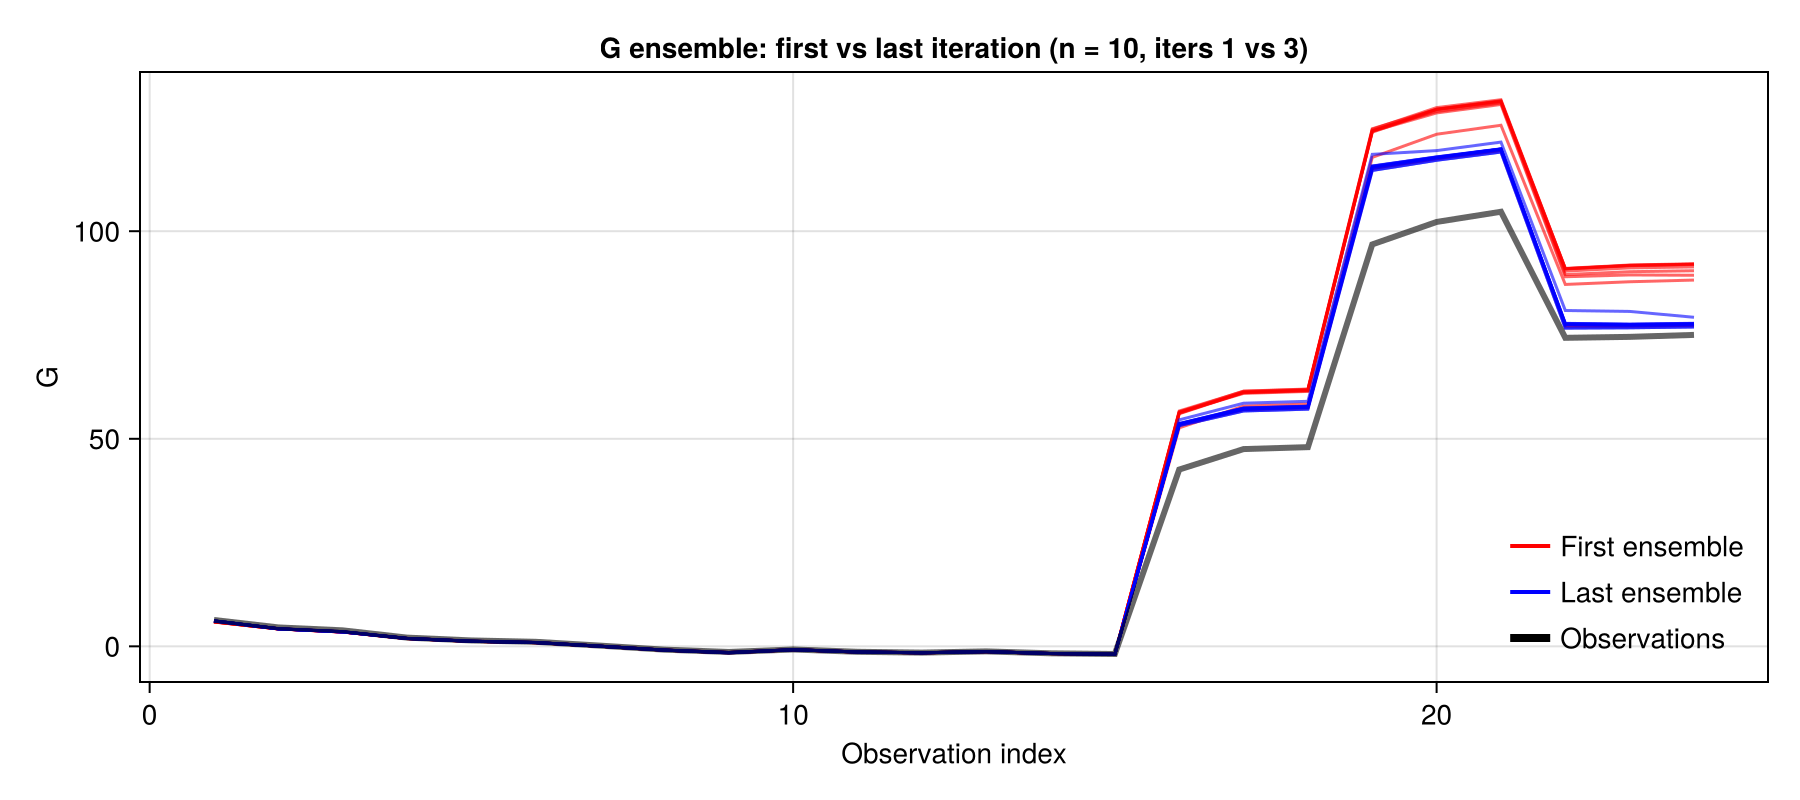 G ensemble: first vs last iteration (n = 10, iters 1 vs 3)
G
100
50
0
First ensemble
Last ensemble
Observations
0 10 20
Observation index